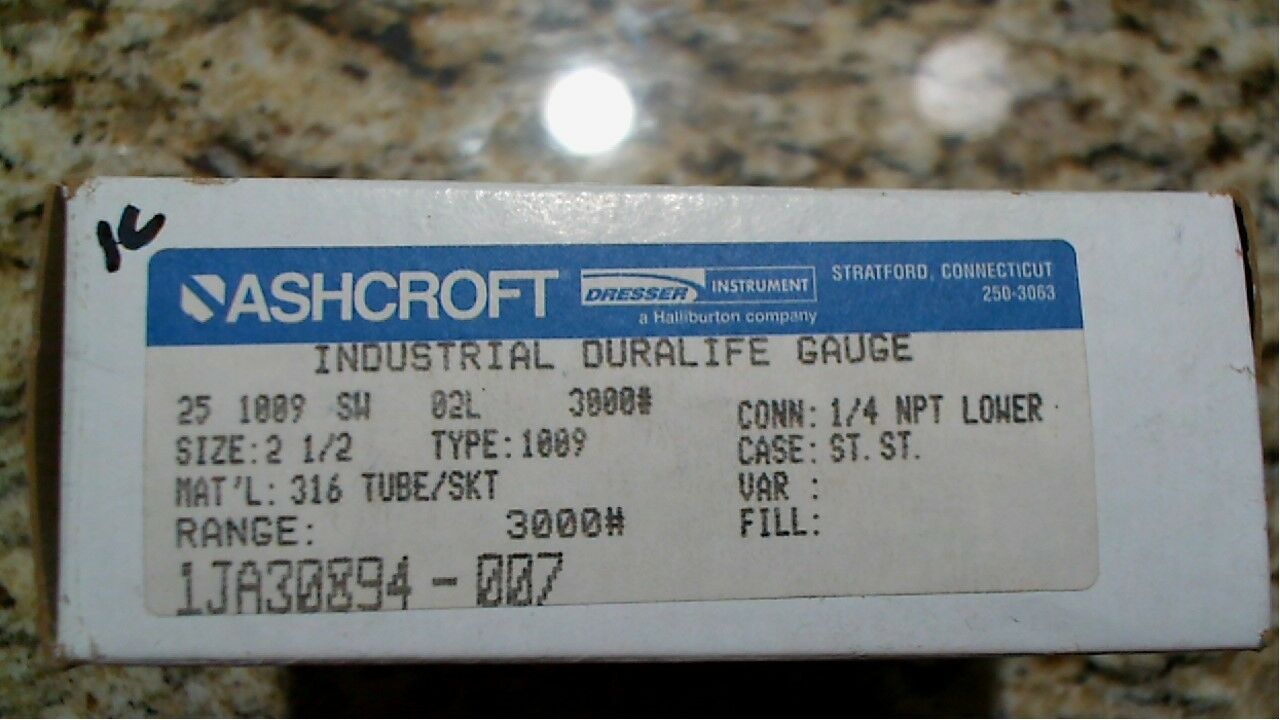 ASHCROFT DRESSER INSTRUMENT STRATFORD, CONNECTICUT
a Halliburton company 250-3063
INDUSTRIAL DURALIFE GAUGE
25 1009 SW 02L 3000# CONN: 1/4 NPT LOWER
SIZE: 2 1/2 TYPE: 1009 CASE: ST. ST.
MAT'L: 316 TUBE/SKT VAR :
RANGE: 3000# FILL:
1JA30894-007